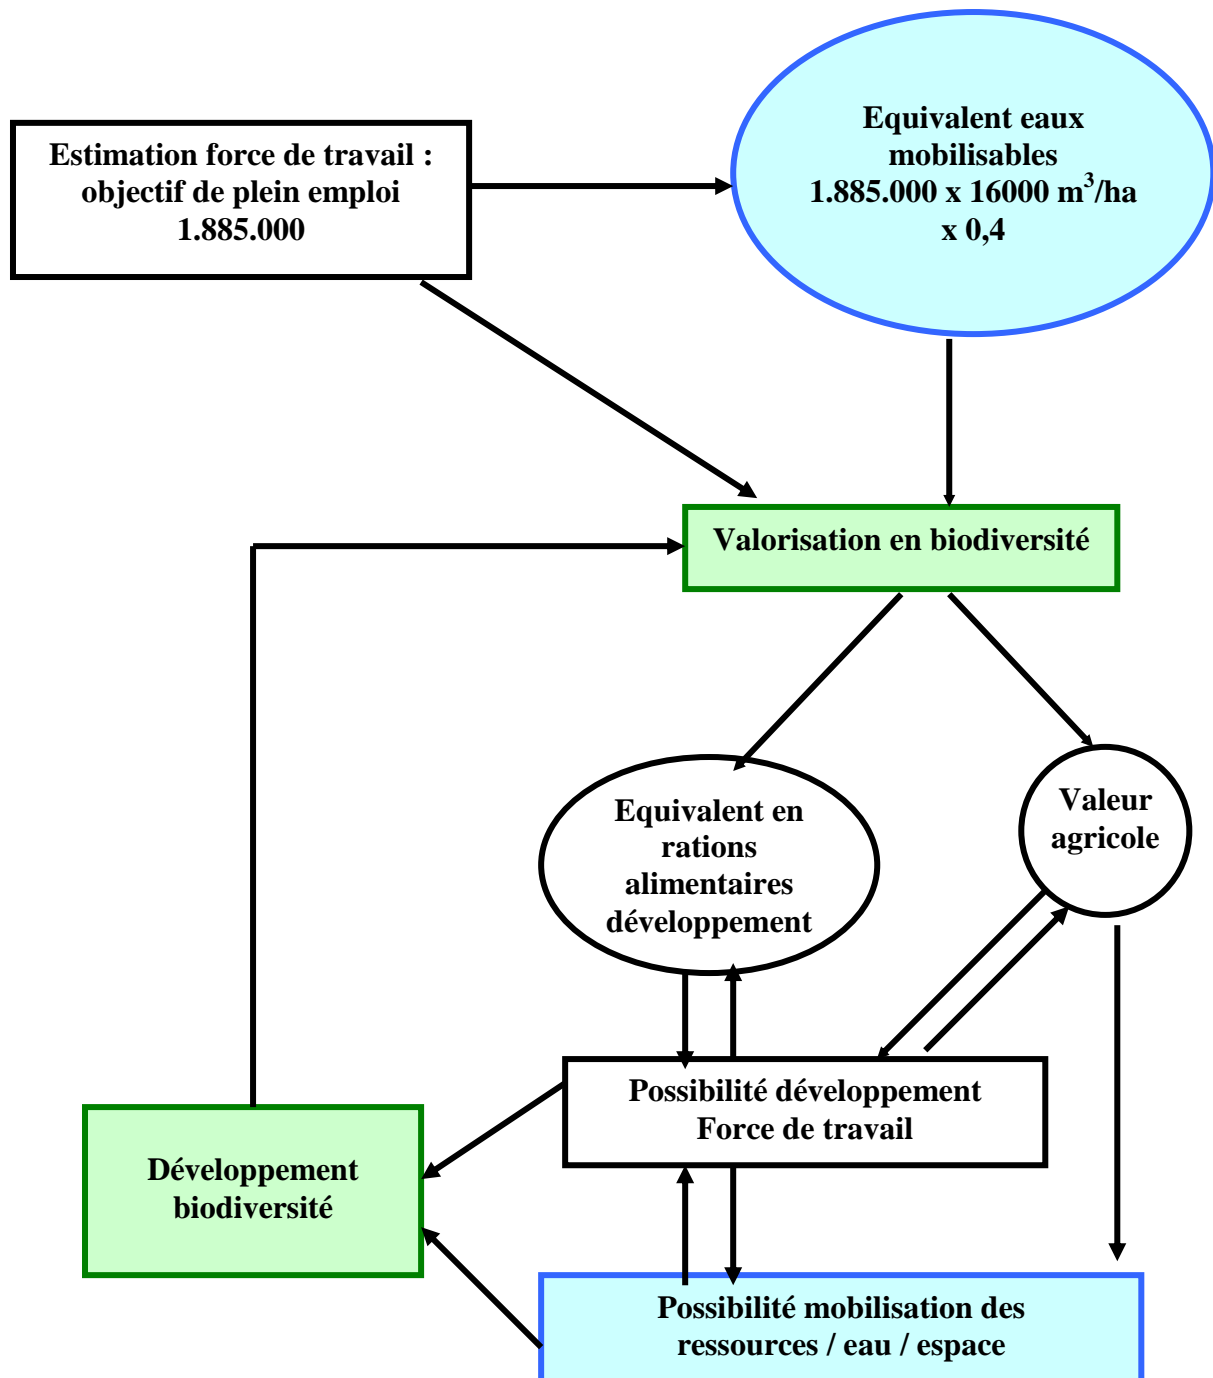 Estimation force de travail :
objectif de plein emploi
1.885.000
Equivalent eaux
mobilisables
1.885.000 x 16000 m³/ha
x 0,4
Valorisation en biodiversité
Equivalent en
rations
alimentaires
développement
Valeur
agricole
Possibilité développement
Force de travail
Développement
biodiversité
Possibilité mobilisation des
ressources / eau / espace